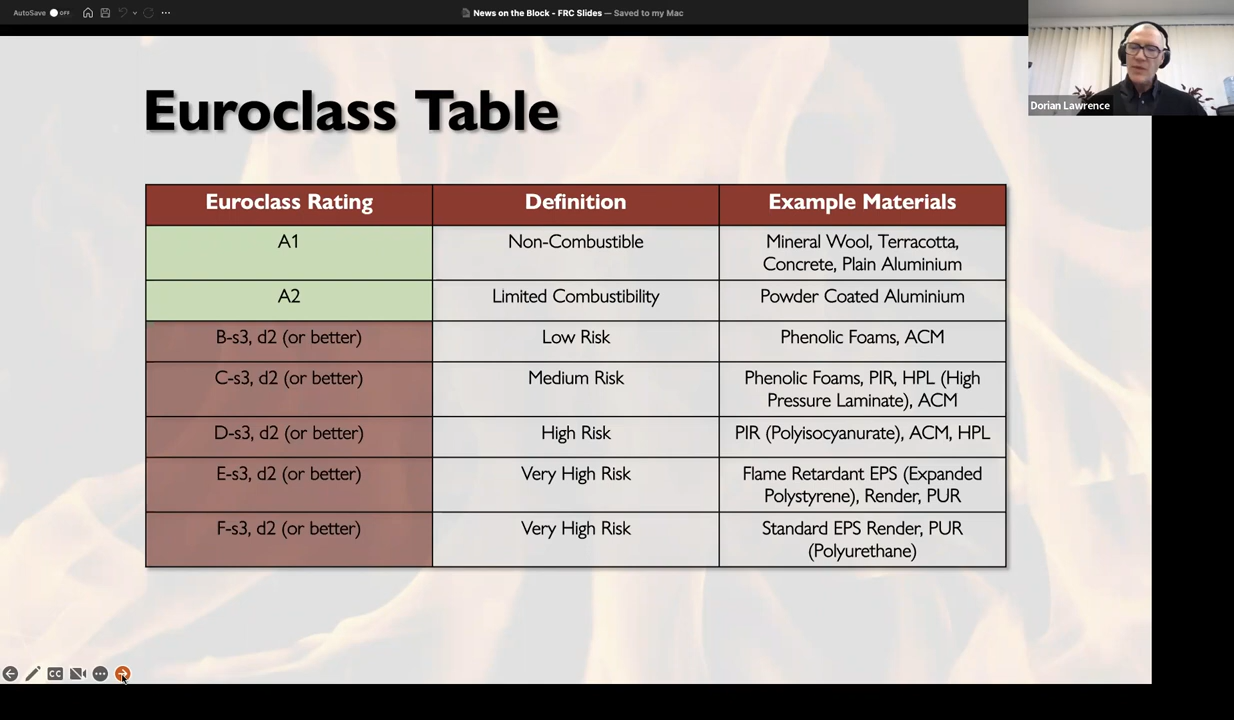 AutoSave OFF
News on the Block - FRC Slides — Saved to my Mac
Dorian Lawrence
Euroclass Table
Euroclass Rating
Definition
Example Materials
A1
Non-Combustible
Mineral Wool, Terracotta,
Concrete, Plain Aluminium
A2
Limited Combustibility
Powder Coated Aluminium
B-s3, d2 (or better)
Low Risk
Phenolic Foams, ACM
C-s3, d2 (or better)
Medium Risk
Phenolic Foams, PIR, HPL (High
Pressure Laminate), ACM
D-s3, d2 (or better)
High Risk
PIR (Polyisocyanurate), ACM, HPL
E-s3, d2 (or better)
Very High Risk
Flame Retardant EPS (Expanded
Polystyrene), Render, PUR
F-s3, d2 (or better)
Very High Risk
Standard EPS Render, PUR
(Polyurethane)
CC